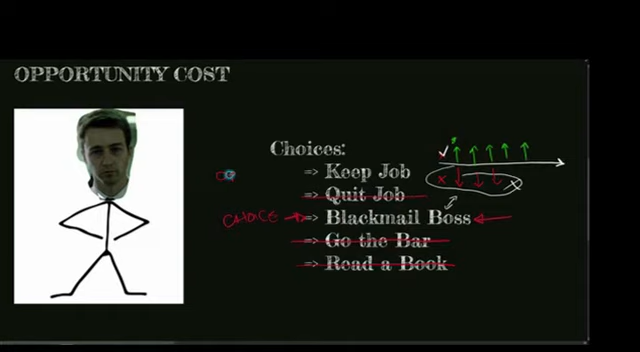 OPPORTUNITY COST
Choices:
=> Keep Job
=> Quit Job
CHOICE => Blackmail Boss
=> Go the Bar
=> Read a Book